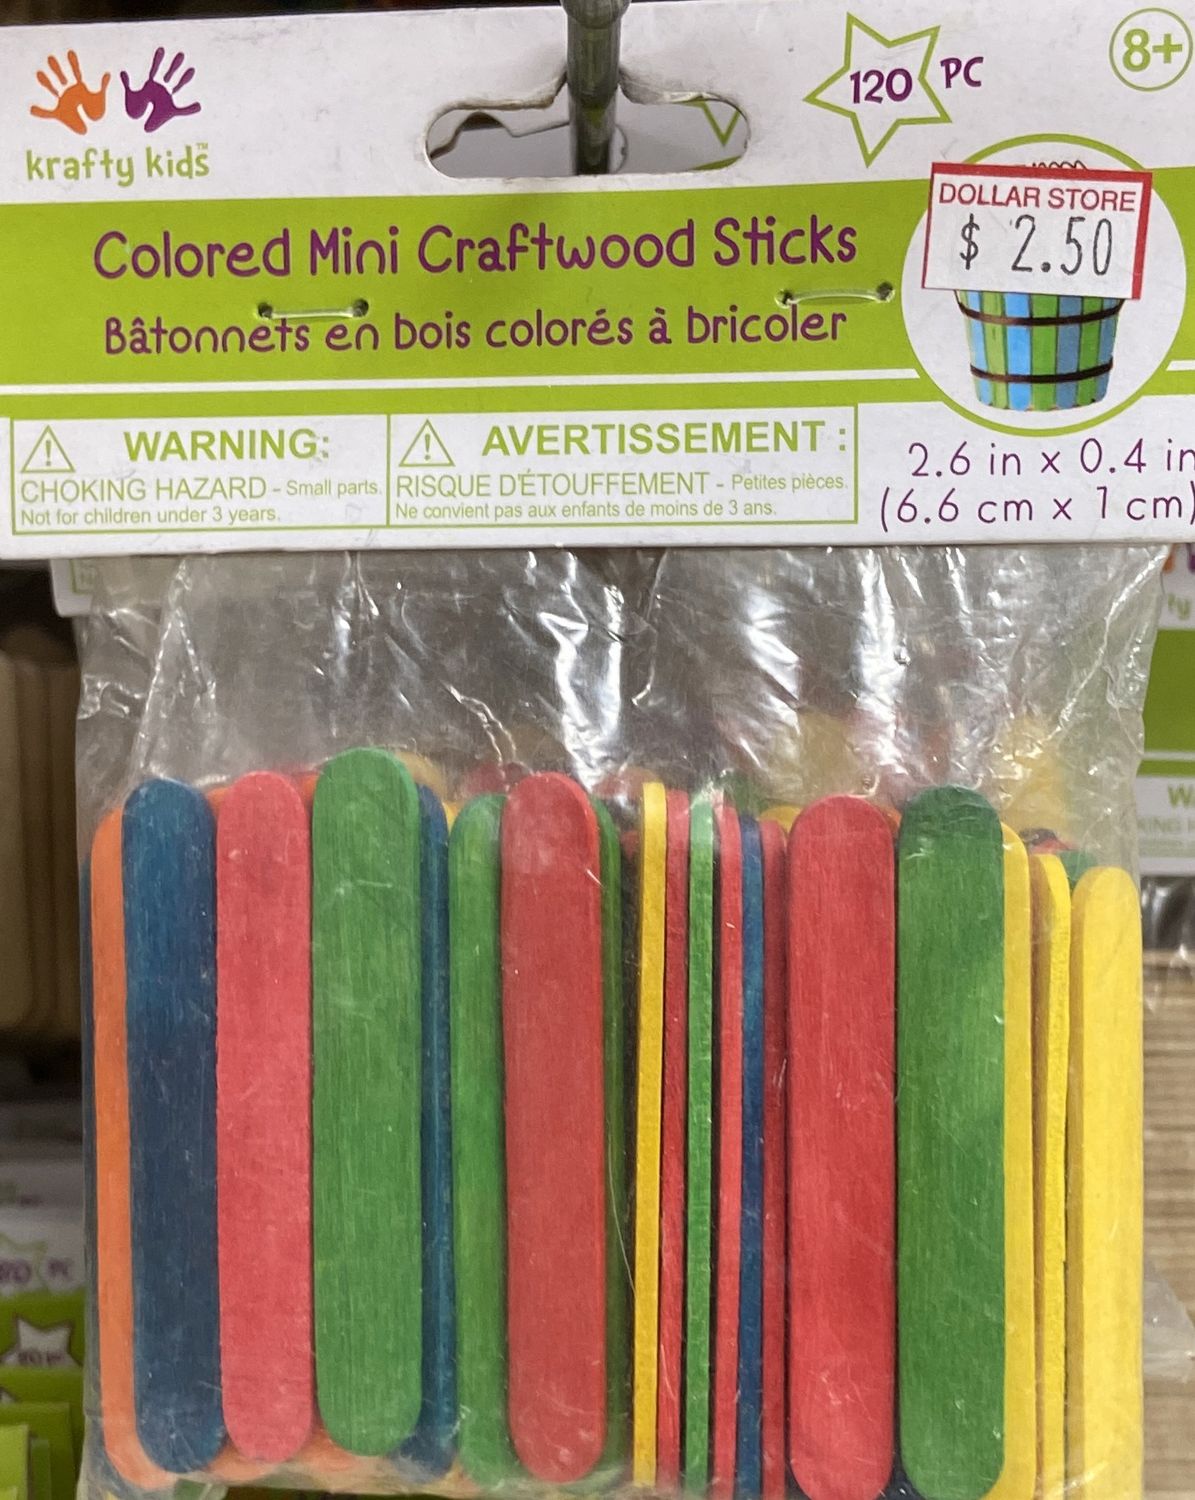 krafty kids™
120 PC
8+
DOLLAR STORE
$ 2.50
Colored Mini Craftwood Sticks
Bâtonnets en bois colorés à bricoler
WARNING:
CHOKING HAZARD - Small parts.
Not for children under 3 years.
AVERTISSEMENT :
RISQUE D'ÉTOUFFEMENT - Petites pièces.
Ne convient pas aux enfants de moins de 3 ans.
2.6 in x 0.4 in
(6.6 cm x 1 cm)